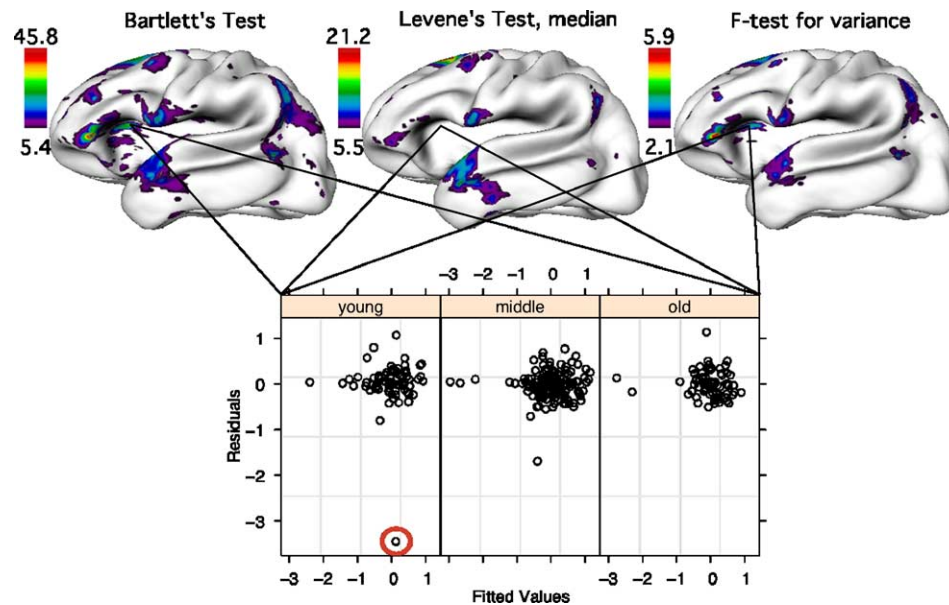 Bartlett's Test
Levene's Test, median
F-test for variance
45.8
5.4
21.2
5.5
5.9
2.1
−3 −2 −1 0 1
young
middle
old
Residuals
1
0
−1
−2
−3
−3 −2 −1 0 1
−3 −2 −1 0 1
Fitted Values